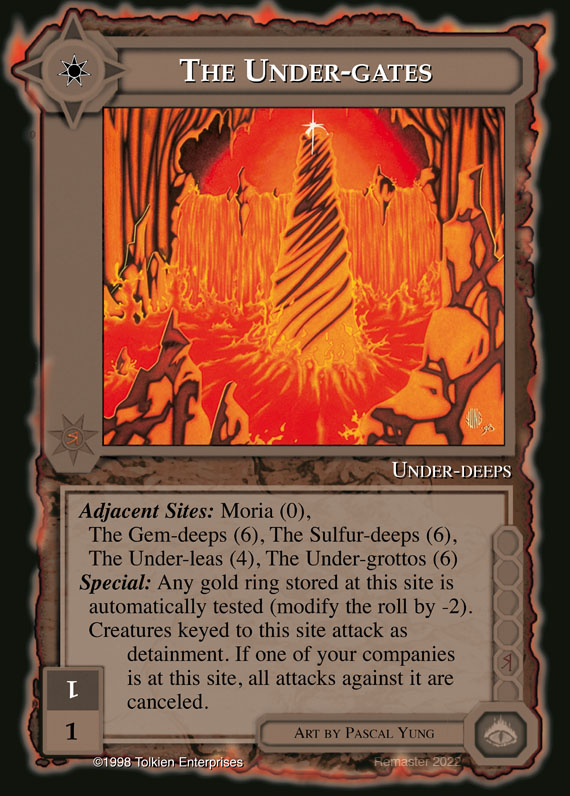 THE UNDER-GATES
UNDER-DEEPS
Adjacent Sites: Moria (0),
The Gem-deeps (6), The Sulfur-deeps (6),
The Under-leas (4), The Under-grottos (6)
Special: Any gold ring stored at this site is
automatically tested (modify the roll by -2).
Creatures keyed to this site attack as
detainment. If one of your companies
is at this site, all attacks against it are
canceled.
1
1
ART BY PASCAL YUNG
©1998 Tolkien Enterprises
Remaster 2022